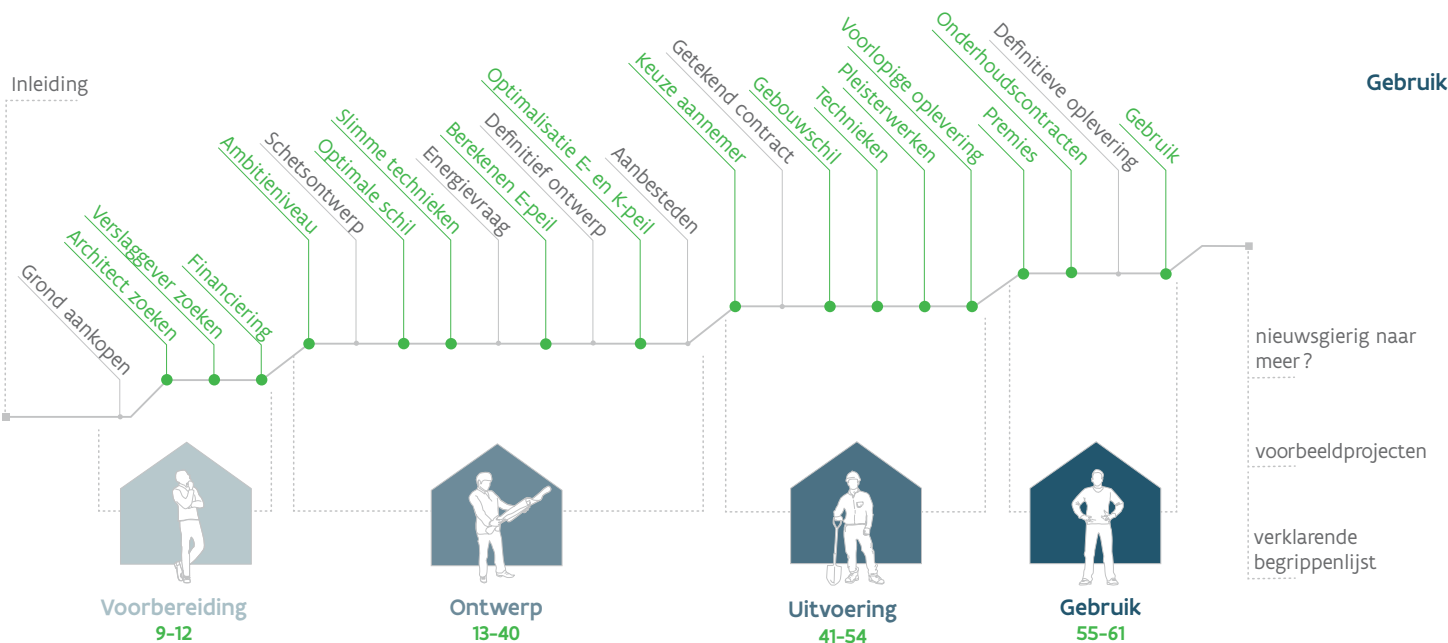 Inleiding
Grond aankopen
Architect zoeken
Verslaggever zoeken
Financiering
Ambitieniveau
Schetsontwerp
Optimale schil
Slimme technieken
Energievraag
Berekenen E-peil
Definitief ontwerp
Optimalisatie E- en K-peil
Aanbesteden
Keuze aannemer
Getekend contract
Gebouwschil
Technieken
Pleisterwerken
Voorlopige oplevering
Premies
Onderhoudscontracten
Definitieve oplevering
Gebruik
Gebruik
nieuwsgierig naar
meer ?
voorbeeldprojecten
verklarende
begrippenlijst
Voorbereiding
9-12
Ontwerp
13-40
Uitvoering
41-54
Gebruik
55-61